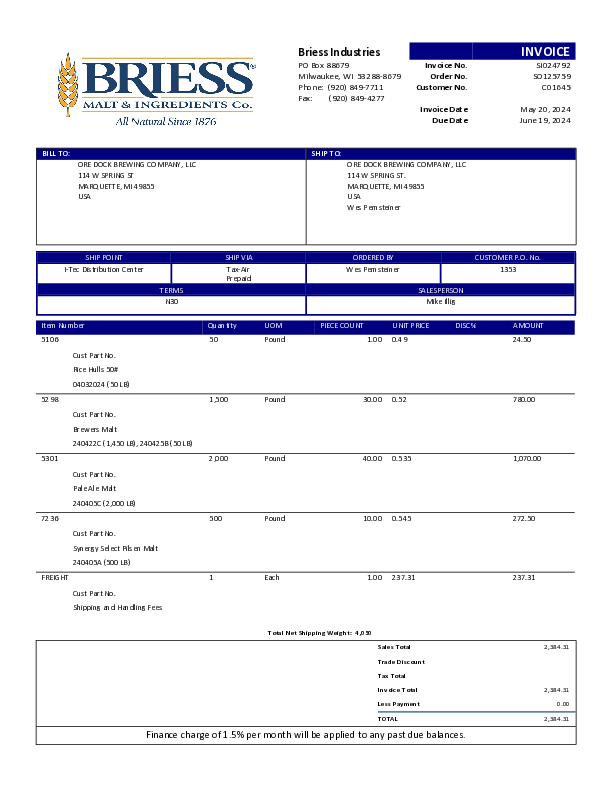 BRIESS®
MALT & INGREDIENTS Co.
All Natural Since 1876
Briess Industries
PO Box 88679
Milwaukee, WI 53288-8679
Phone: (920) 849-7711
Fax: (920) 849-4277
INVOICE
Invoice No. SI024792
Order No. SO125759
Customer No. C01645
Invoice Date May 20, 2024
Due Date June 19, 2024
BILL TO: SHIP TO:
ORE DOCK BREWING COMPANY, LLC ORE DOCK BREWING COMPANY, LLC
114 W SPRING ST 114 W SPRING ST.
MARQUETTE, MI 49855 MARQUETTE, MI 49855
USA USA
Wes Pernsteiner
SHIP POINT SHIP VIA ORDERED BY CUSTOMER P.O. No.
I-Tec Distribution Center Tax-Air Wes Pernsteiner 1353
Prepaid
TERMS SALESPERSON
N30 Mike Illig
Item Number Quantity UOM PIECE COUNT UNIT PRICE DISC% AMOUNT
5106 50 Pound 1.00 0.49 24.50
Cust Part No.
Rice Hulls 50#
04032024 (50 LB)
5298 1,500 Pound 30.00 0.52 780.00
Cust Part No.
Brewers Malt
240422C (1,450 LB), 240425B (50 LB)
5301 2,000 Pound 40.00 0.535 1,070.00
Cust Part No.
Pale Ale Malt
240405C (2,000 LB)
7236 500 Pound 10.00 0.545 272.50
Cust Part No.
Synergy Select Pilsen Malt
240405A (500 LB)
FREIGHT 1 Each 1.00 237.31 237.31
Cust Part No.
Shipping and Handling Fees
Total Net Shipping Weight: 4,050
Sales Total 2,384.31
Trade Discount
Tax Total
Invoice Total 2,384.31
Less Payment 0.00
TOTAL 2,384.31
Finance charge of 1.5% per month will be applied to any past due balances.